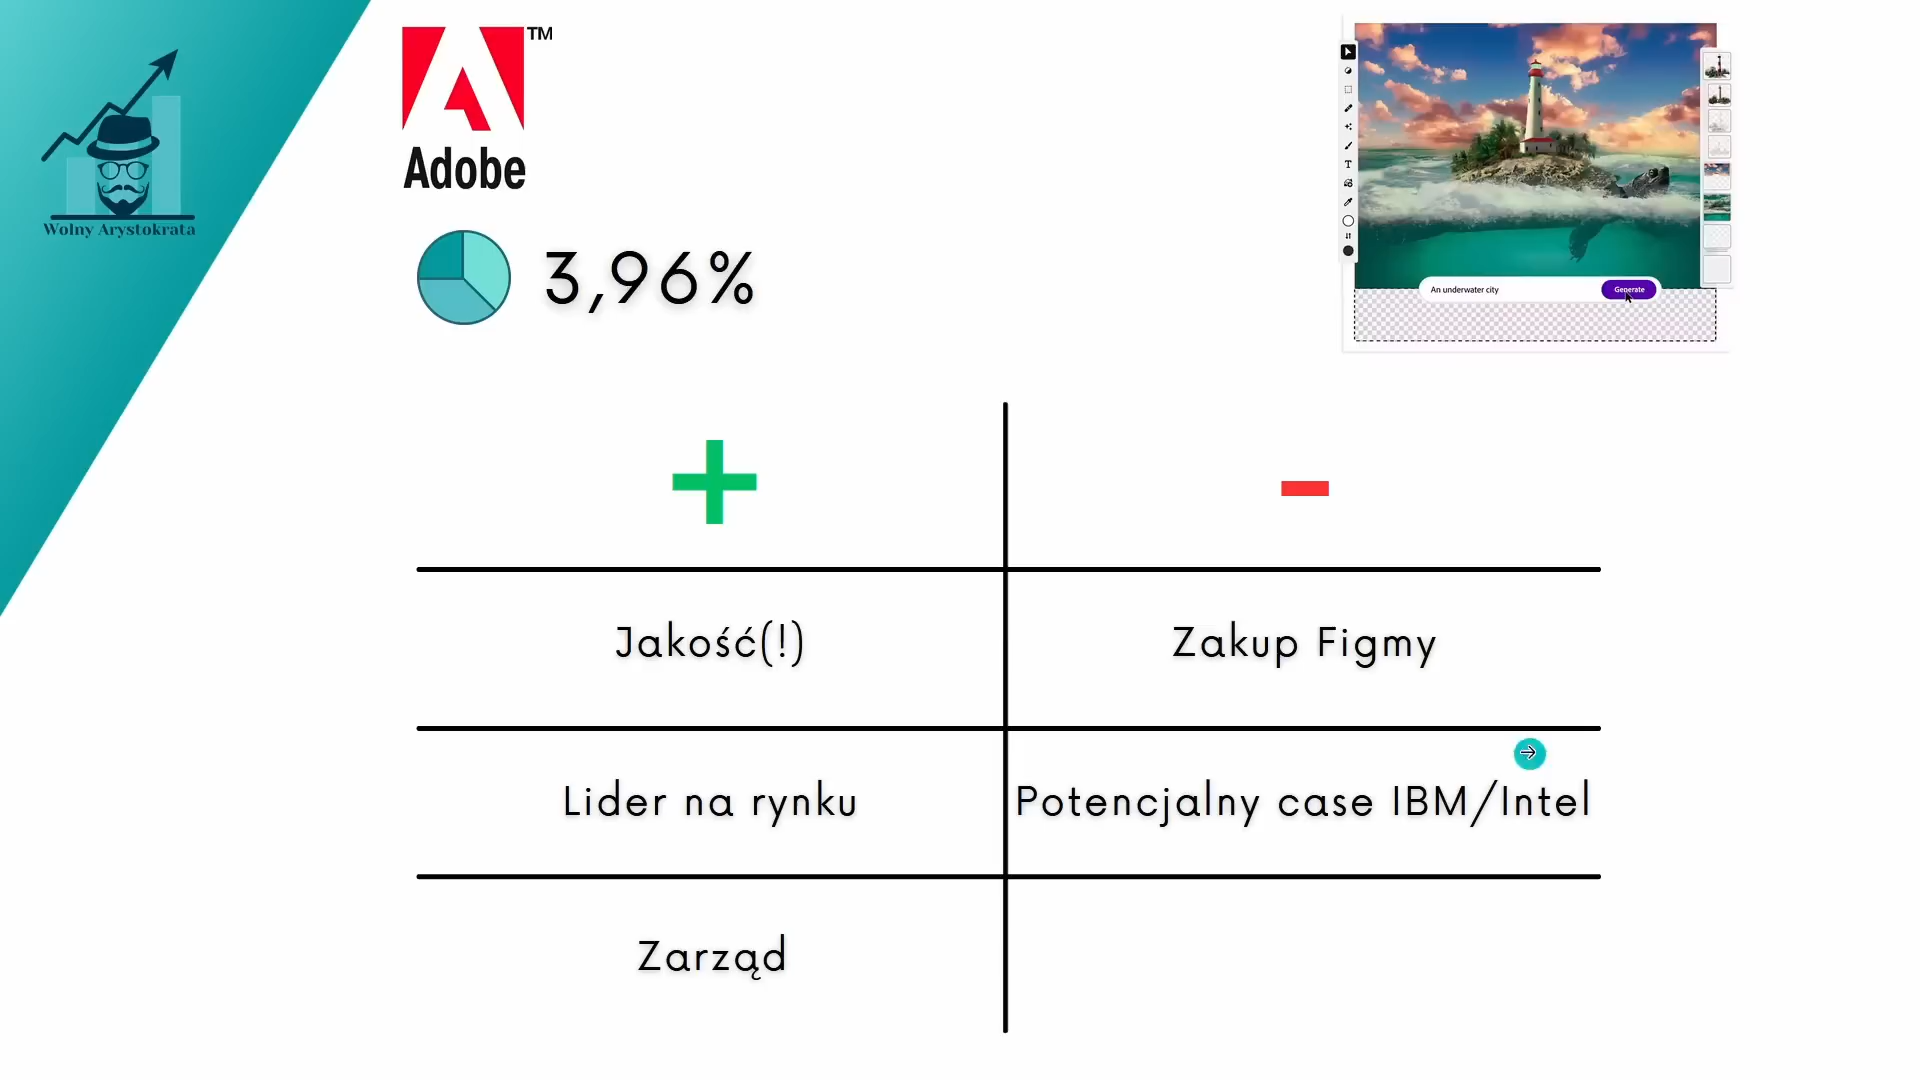 Wolny Arystokrata
TM
Adobe
3,96%
An underwater city
Generate
T
+
-
Jakość(!)
Zakup Figmy
Lider na rynku
Potencjalny case IBM/Intel
Zarząd